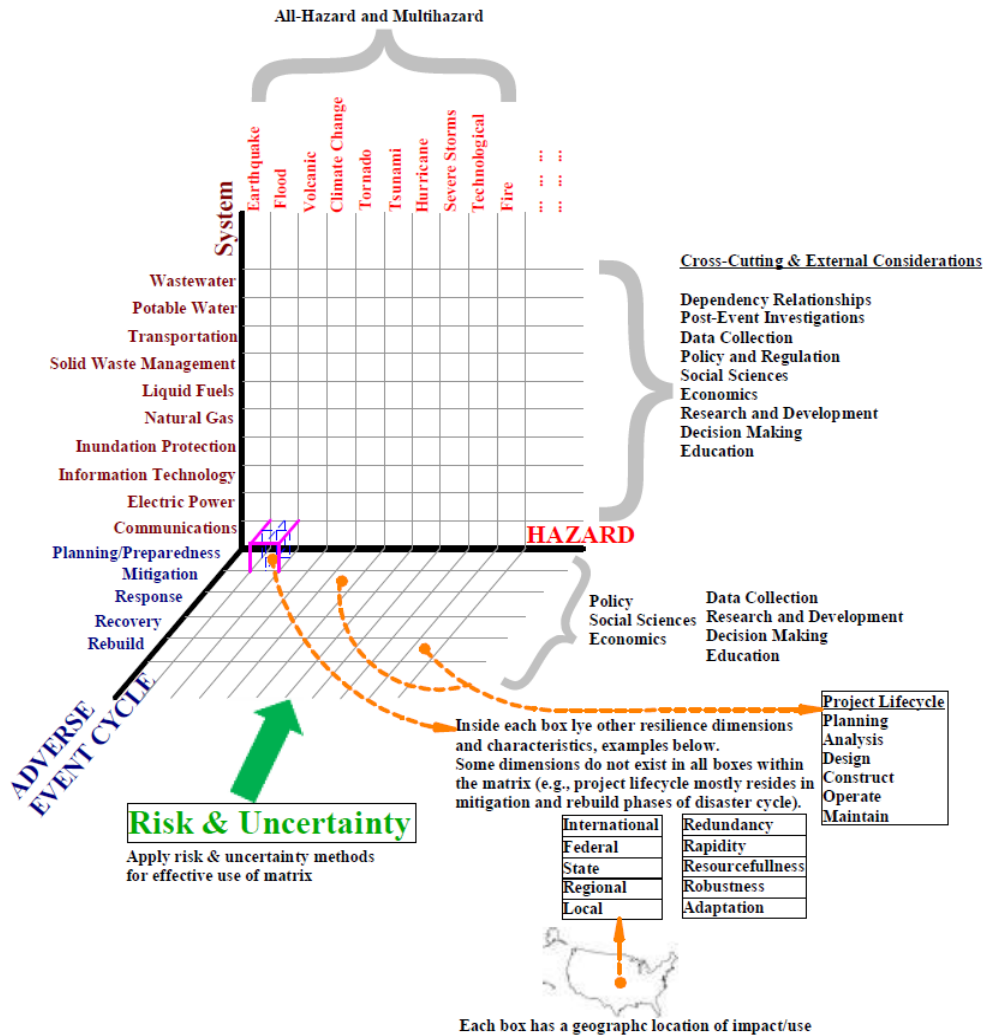 All-Hazard and Multihazard
Earthquake
Flood
Volcanic
Climate Change
Tornado
Tsunami
Hurricane
Severe Storms
Technological
Fire
... ... ...
... ... ...
System
Wastewater
Potable Water
Transportation
Solid Waste Management
Liquid Fuels
Natural Gas
Inundation Protection
Information Technology
Electric Power
Communications
Cross-Cutting & External Considerations
Dependency Relationships
Post-Event Investigations
Data Collection
Policy and Regulation
Social Sciences
Economics
Research and Development
Decision Making
Education
HAZARD
Planning/Preparedness
Mitigation
Response
Recovery
Rebuild
ADVERSE
EVENT CYCLE
Policy
Social Sciences
Economics
Data Collection
Research and Development
Decision Making
Education
Project Lifecycle
Planning
Analysis
Design
Construct
Operate
Maintain
Inside each box lye other resilience dimensions
and characteristics, examples below.
Some dimensions do not exist in all boxes within
the matrix (e.g., project lifecycle mostly resides in
mitigation and rebuild phases of disaster cycle).
Risk & Uncertainty
Apply risk & uncertainty methods
for effective use of matrix
International
Federal
State
Regional
Local
Redundancy
Rapidity
Resourcefullness
Robustness
Adaptation
Each box has a geographc location of impact/use